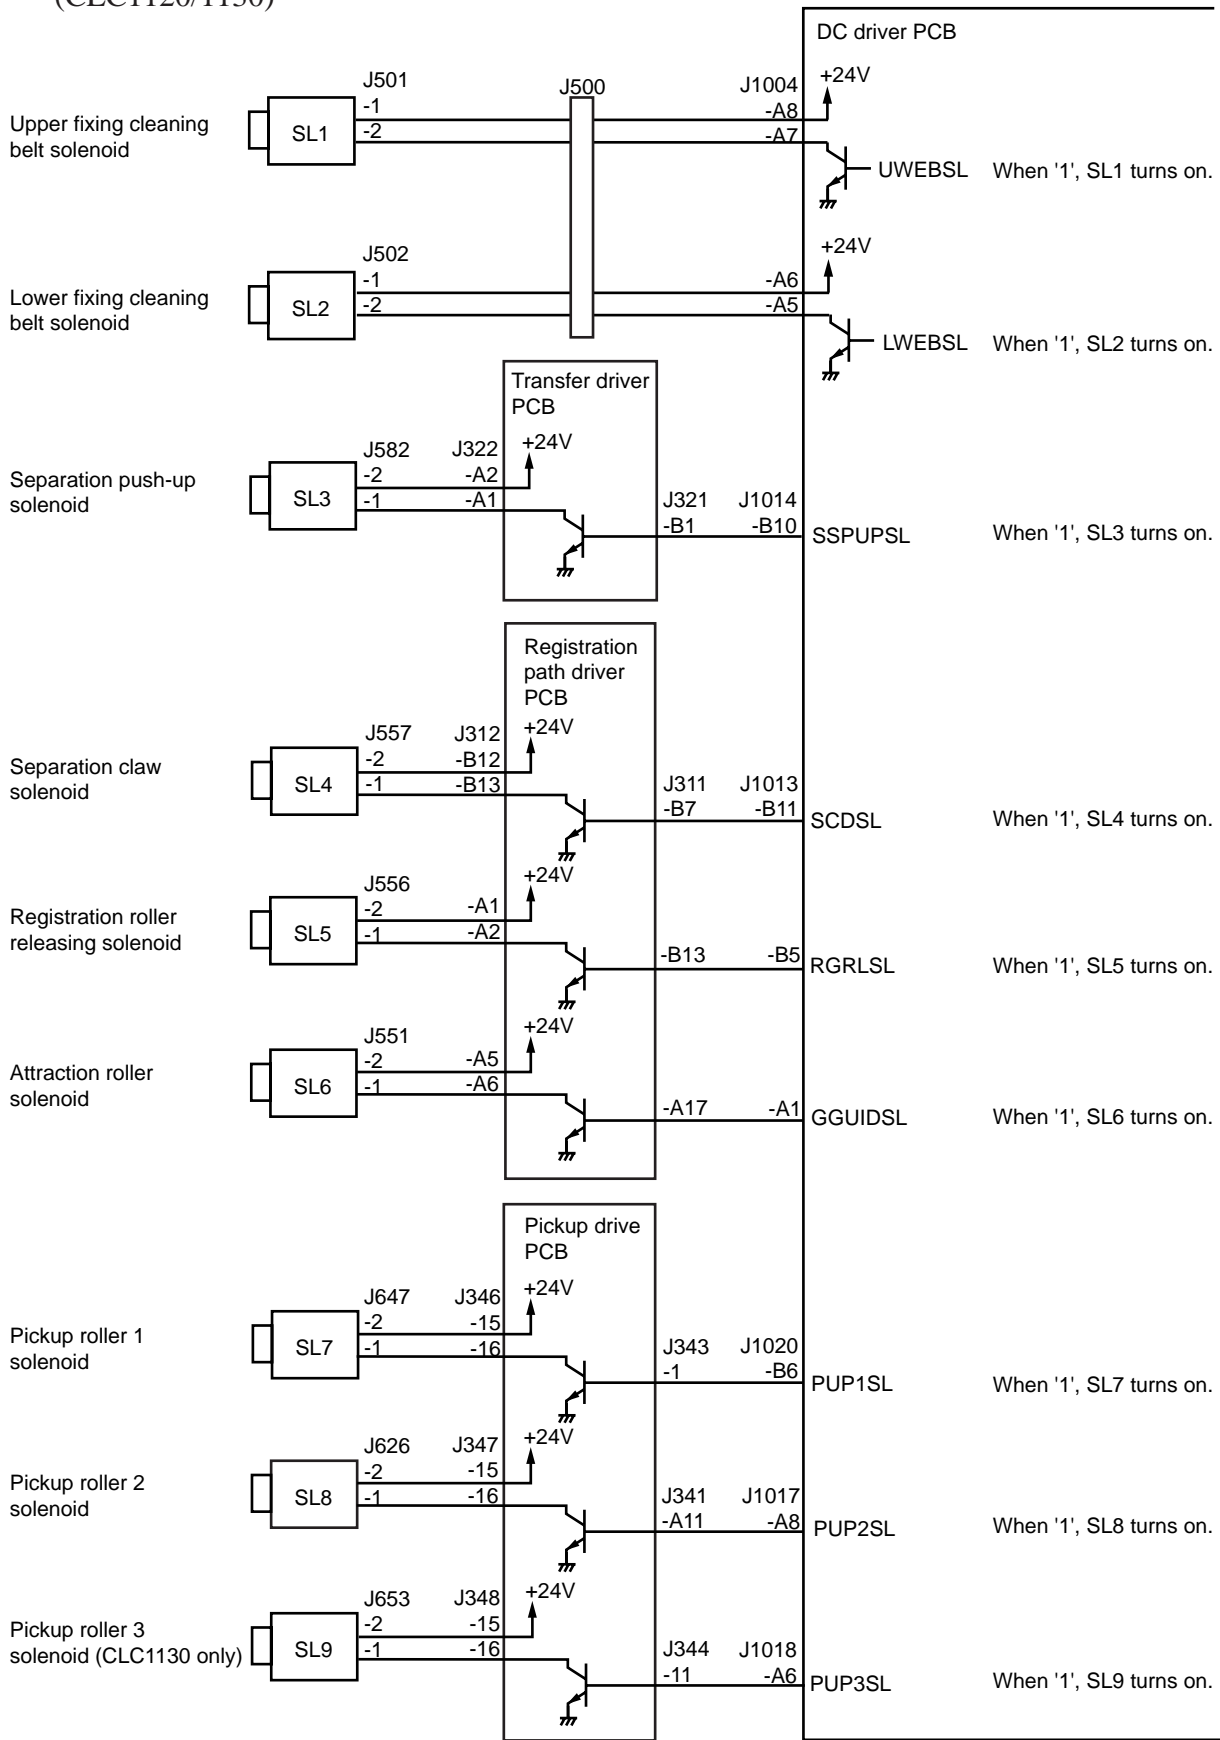 (CLC1120/1130)
DC driver PCB
J501
J500
J1004
+24V
-1
-A8
Upper fixing cleaning
belt solenoid
SL1
-2
-A7
UWEBSL
When '1', SL1 turns on.
J502
+24V
-1
-A6
Lower fixing cleaning
belt solenoid
SL2
-2
-A5
LWEBSL
When '1', SL2 turns on.
Transfer driver
PCB
J582
J322
+24V
-2
-A2
Separation push-up
solenoid
SL3
-1
-A1
J321
J1014
-B1
-B10
SSPUPSL
When '1', SL3 turns on.
Registration
path driver
PCB
J557
J312
+24V
-2
-B12
Separation claw
solenoid
SL4
-1
-B13
J311
J1013
-B7
-B11
SCDSL
When '1', SL4 turns on.
J556
+24V
-2
-A1
Registration roller
releasing solenoid
SL5
-1
-A2
-B13
-B5
RGRLSL
When '1', SL5 turns on.
J551
+24V
-2
-A5
Attraction roller
solenoid
SL6
-1
-A6
-A17
-A1
GGUIDSL
When '1', SL6 turns on.
Pickup drive
PCB
J647
J346
+24V
-2
-15
Pickup roller 1
solenoid
SL7
-1
-16
J343
J1020
-1
-B6
PUP1SL
When '1', SL7 turns on.
J626
J347
+24V
-2
-15
Pickup roller 2
solenoid
SL8
-1
-16
J341
J1017
-A11
-A8
PUP2SL
When '1', SL8 turns on.
J653
J348
+24V
-2
-15
Pickup roller 3
solenoid (CLC1130 only)
SL9
-1
-16
J344
J1018
-11
-A6
PUP3SL
When '1', SL9 turns on.